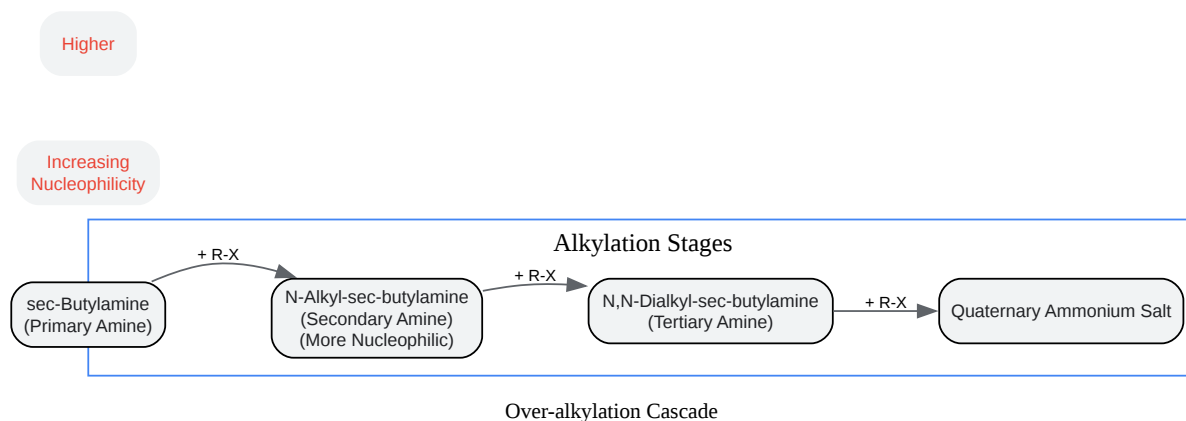 Higher
Increasing
Nucleophilicity
Alkylation Stages
+ R-X
+ R-X
+ R-X
sec-Butylamine
(Primary Amine)
N-Alkyl-sec-butylamine
(Secondary Amine)
(More Nucleophilic)
N,N-Dialkyl-sec-butylamine
(Tertiary Amine)
Quaternary Ammonium Salt
Over-alkylation Cascade